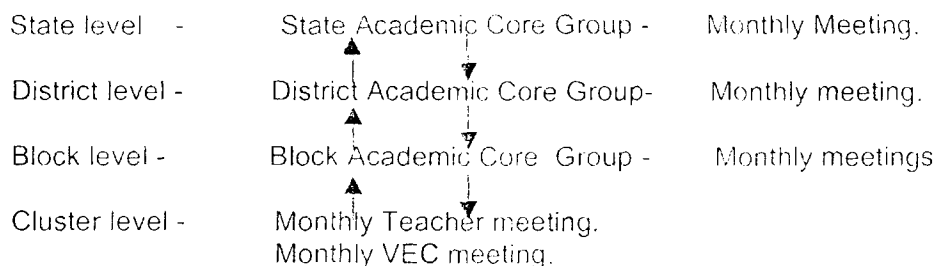 State level - State Academic Core Group - Monthly Meeting.
District level - District Academic Core Group- Monthly meeting.
Block level - Block Academic Core Group - Monthly meetings
Cluster level - Monthly Teacher meeting.
Monthly VEC meeting.